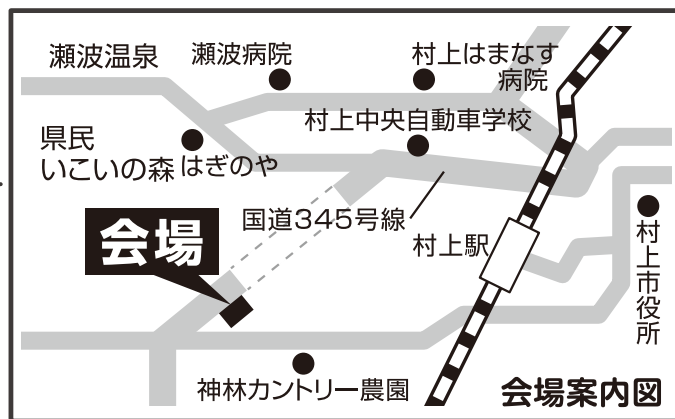 瀬波温泉
瀬波病院
村上はまなす
病院
村上中央自動車学校
県民
いこいの森
はぎのや
国道345号線
村上駅
会場
村上市役所
神林カントリー農園
会場案内図